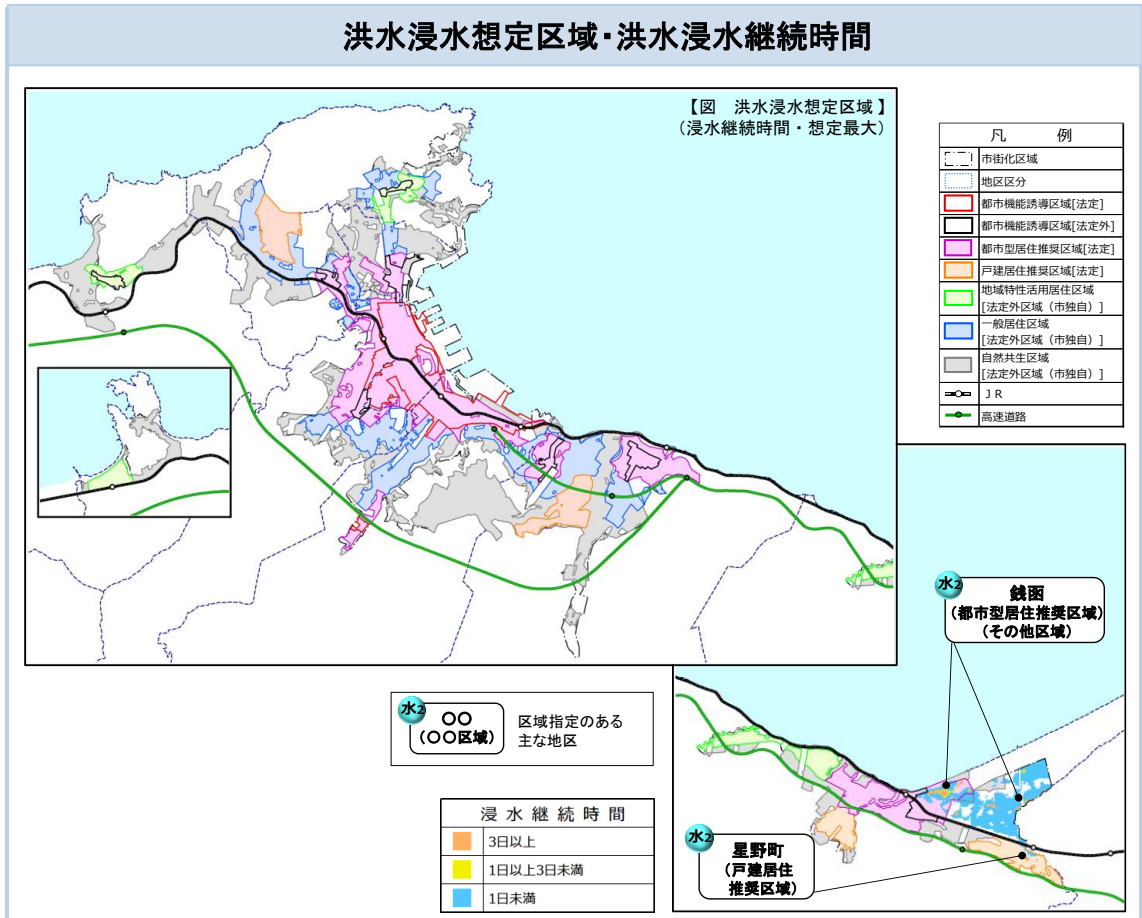 洪水浸水想定区域・洪水浸水継続時間
【図 洪水浸水想定区域】
(浸水継続時間・想定最大)
凡 例
市街化区域
地区区分
都市機能誘導区域[法定]
都市機能誘導区域[法定外]
都市型居住推奨区域[法定]
戸建居住推奨区域[法定]
地域特性活用居住区域
[法定外区域(市独自)]
一般居住区域
[法定外区域(市独自)]
自然共生区域
[法定外区域(市独自)]
JR
高速道路
水2
銭函
(都市型居住推奨区域)
(その他区域)
水2
○○
(○○区域)
区域指定のある
主な地区
水2
星野町
(戸建居住
推奨区域)
浸水継続時間
3日以上
1日以上3日未満
1日未満